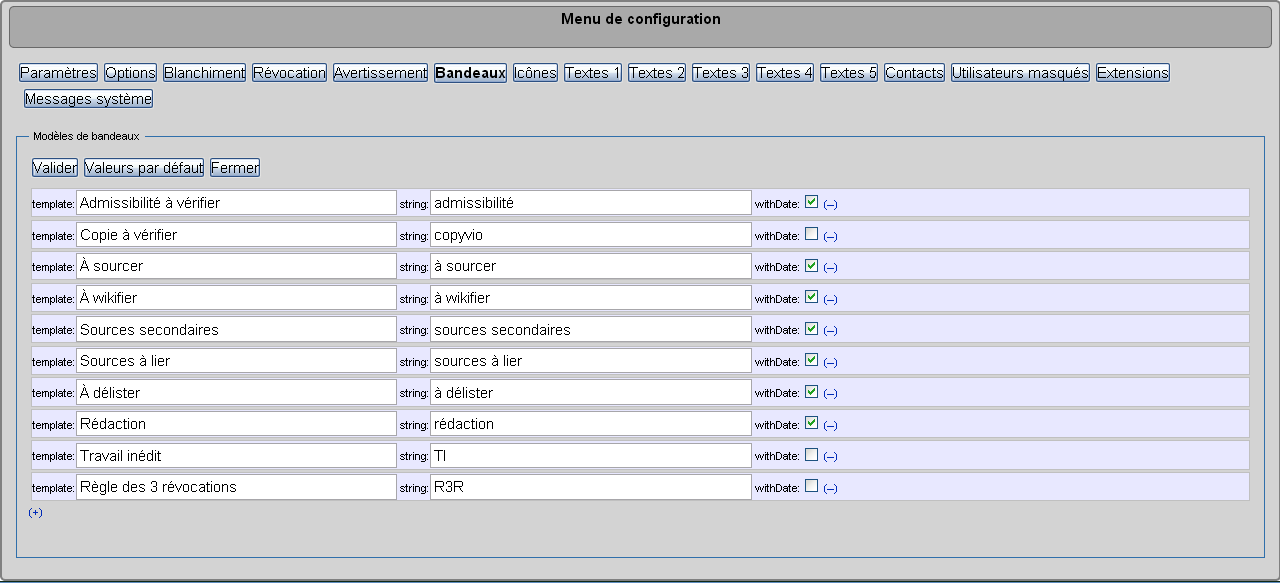 Menu de configuration
Paramètres Options Blanchiment Révocation Avertissement Bandeaux Icônes Textes 1 Textes 2 Textes 3 Textes 4 Textes 5 Contacts Utilisateurs masqués Extensions
Messages système
Modèles de bandeaux
Valider Valeurs par défaut Fermer
template: Admissibilité à vérifier string: admissibilité withDate: (–)
template: Copie à vérifier string: copyvio withDate: (–)
template: À sourcer string: à sourcer withDate: (–)
template: À wikifier string: à wikifier withDate: (–)
template: Sources secondaires string: sources secondaires withDate: (–)
template: Sources à lier string: sources à lier withDate: (–)
template: À délister string: à délister withDate: (–)
template: Rédaction string: rédaction withDate: (–)
template: Travail inédit string: TI withDate: (–)
template: Règle des 3 révocations string: R3R withDate: (–)
(+)